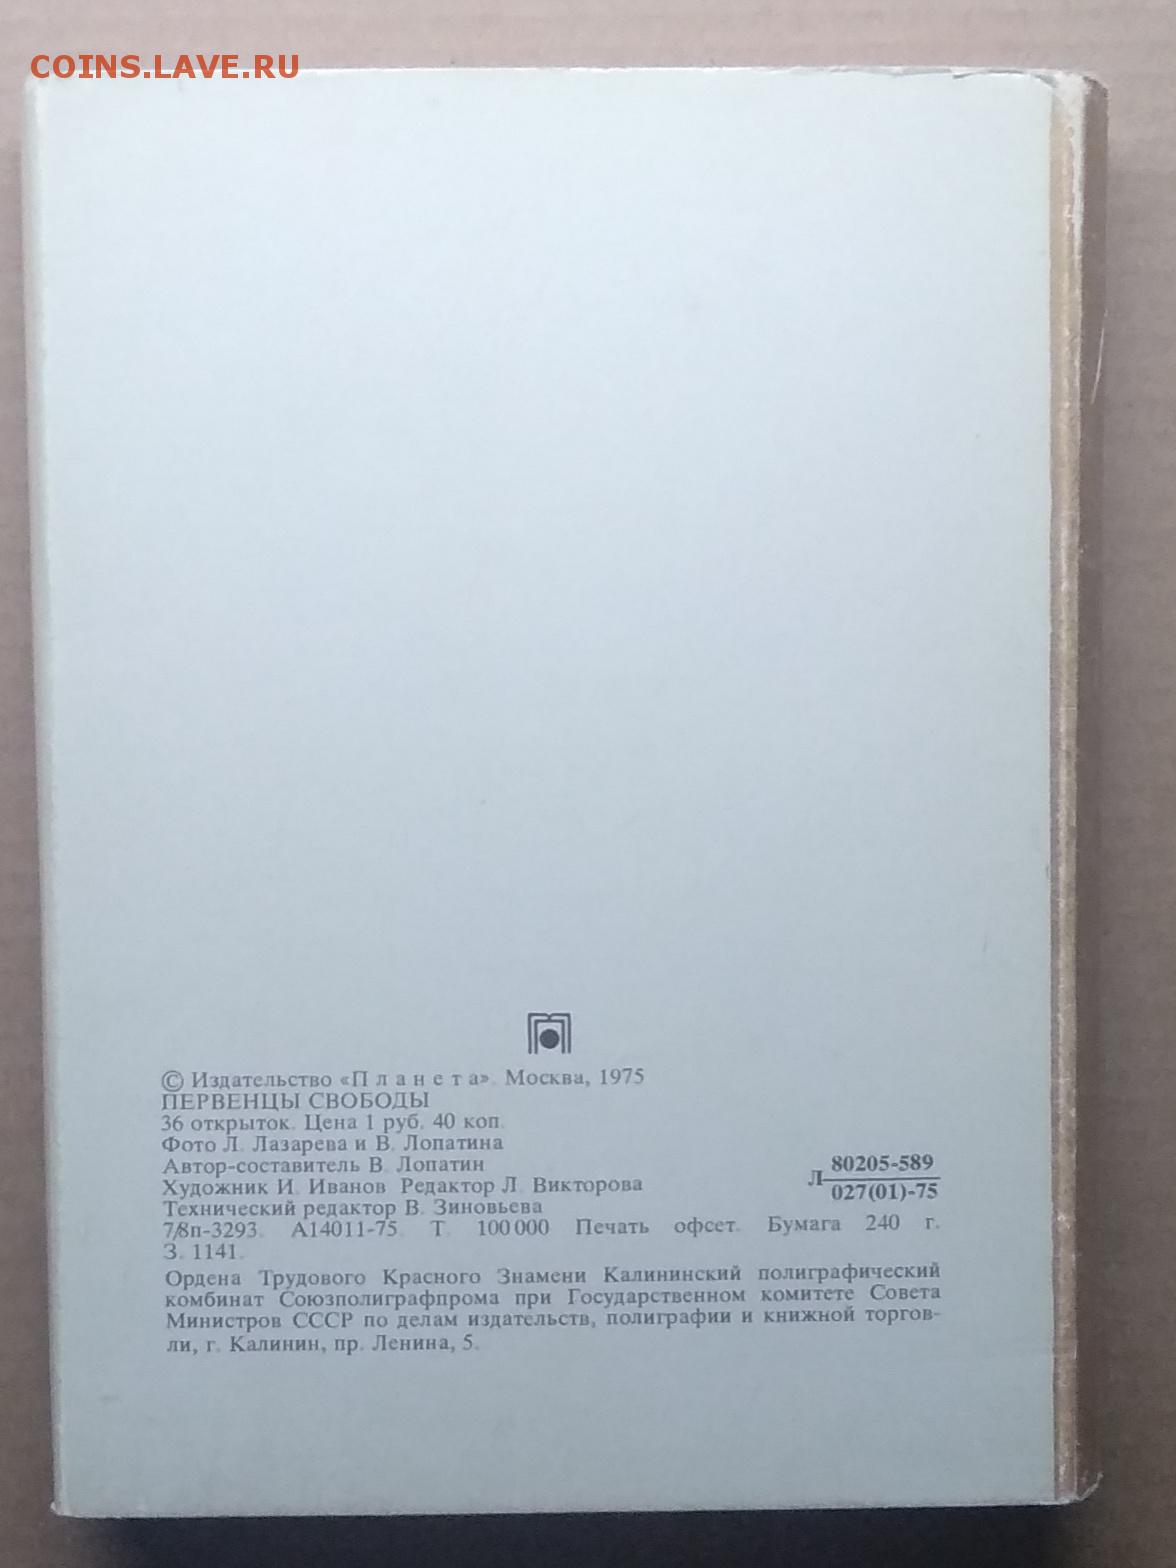 COINS.LAVE.RU
© Издательство «Планета». Москва, 1975
ПЕРВЕНЦЫ СВОБОДЫ
36 открыток. Цена 1 руб. 40 коп.
Фото Л. Лазарева и В. Лопатина
Автор-составитель В. Лопатин
Художник И. Иванов Редактор Л. Викторова
Технический редактор В. Зиновьева
Л 80205-589
027(01)-75
7/8п-3293. А14011-75. Т. 100000 Печать офсет. Бумага 240 г.
З. 1141.
Ордена Трудового Красного Знамени Калининский полиграфический
комбинат Союзполиграфпрома при Государственном комитете Совета
Министров СССР по делам издательств, полиграфии и книжной торгов-
ли, г. Калинин, пр. Ленина, 5.